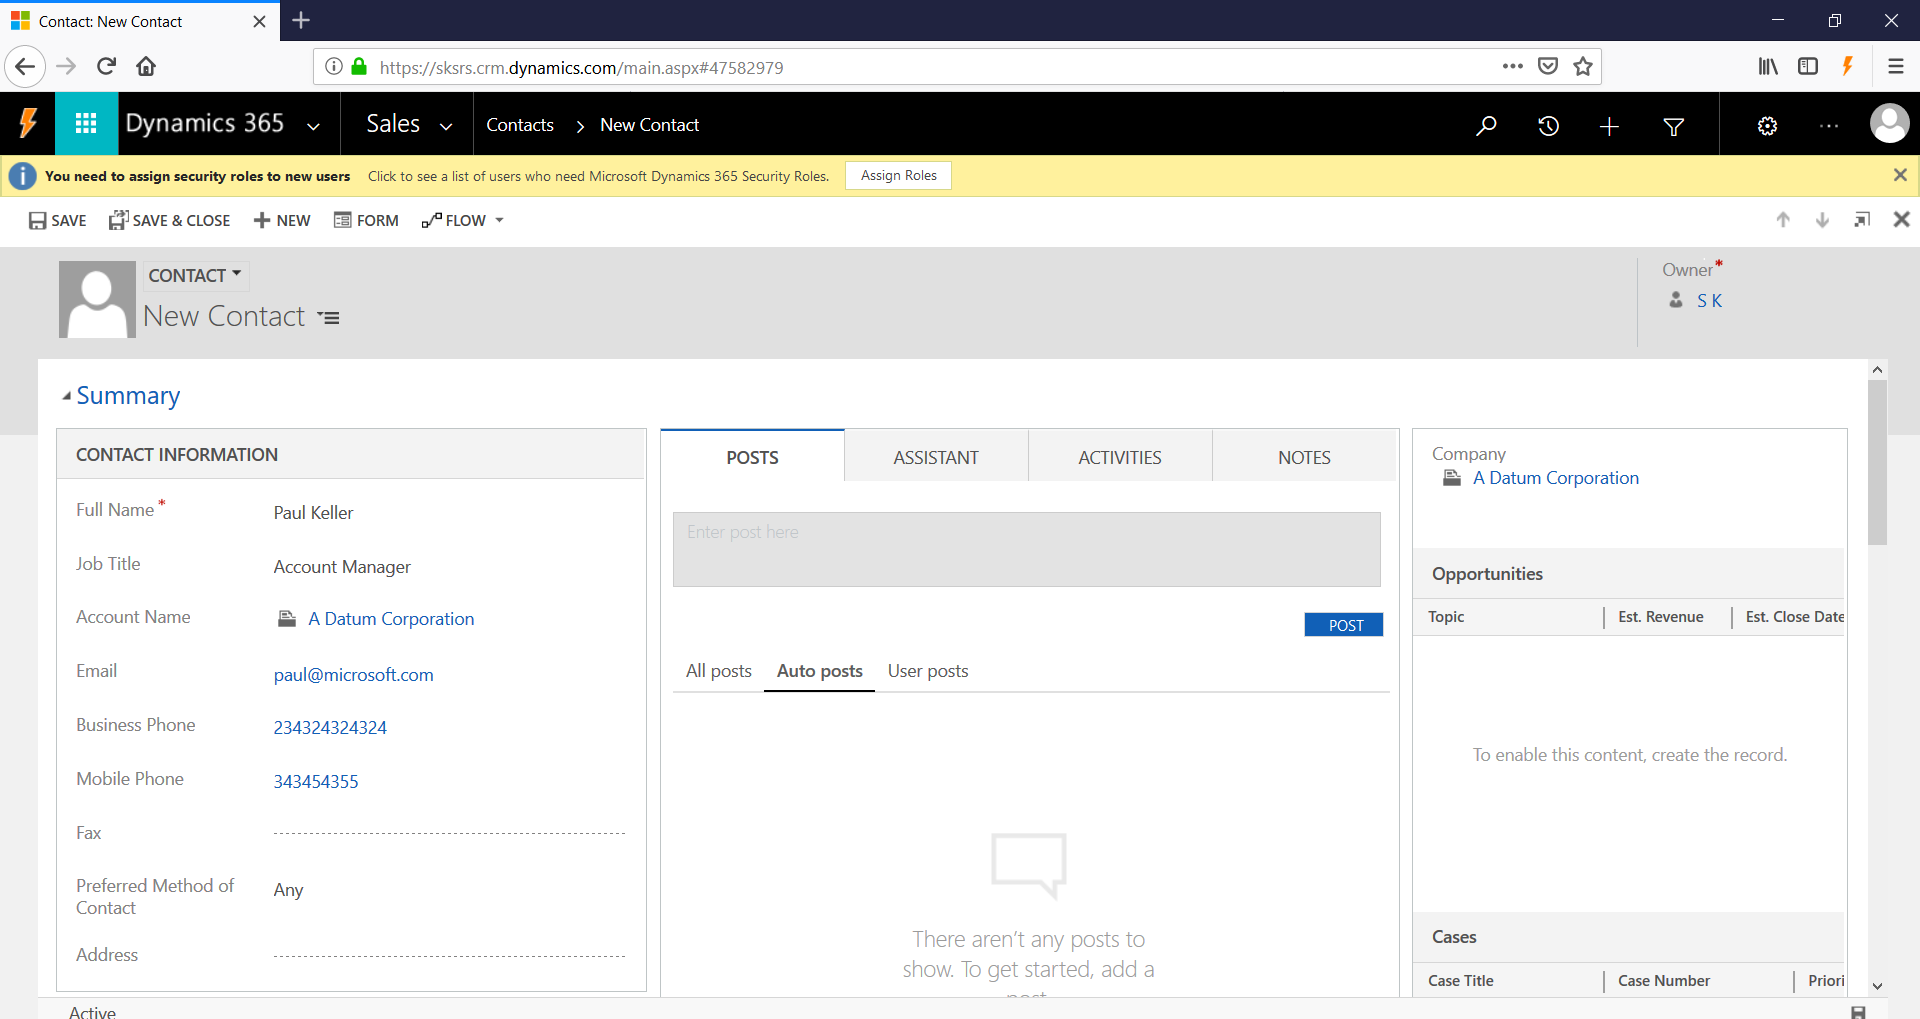 Contact: New Contact
https://sksrs.crm.dynamics.com/main.aspx#47582979
Dynamics 365
Sales
Contacts > New Contact
You need to assign security roles to new users Click to see a list of users who need Microsoft Dynamics 365 Security Roles. Assign Roles
SAVE SAVE & CLOSE NEW FORM FLOW
CONTACT
New Contact
Owner*
S K
Summary
CONTACT INFORMATION
Full Name* Paul Keller
Job Title Account Manager
Account Name A Datum Corporation
Email paul@microsoft.com
Business Phone 234324324324
Mobile Phone 343454355
Fax
Preferred Method of
Contact
Any
Address
POSTS ASSISTANT ACTIVITIES NOTES
Enter post here
POST
All posts Auto posts User posts
There aren't any posts to
show. To get started, add a
post.
Company
A Datum Corporation
Opportunities
Topic Est. Revenue Est. Close Date
To enable this content, create the record.
Cases
Case Title Case Number Priori
Active